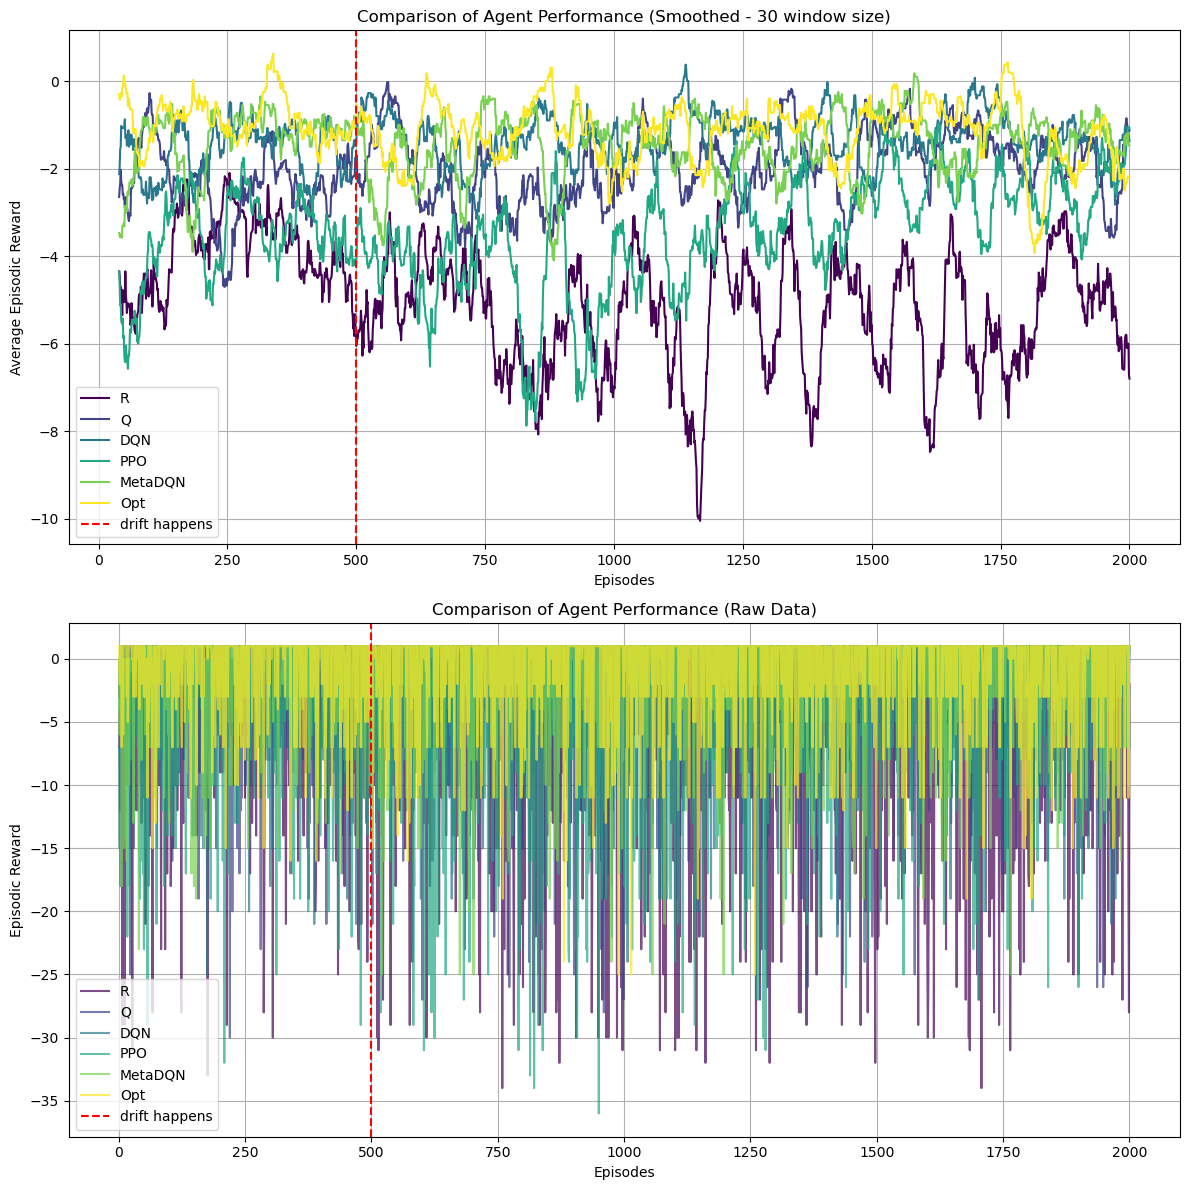 Comparison of Agent Performance (Smoothed - 30 window size)
Average Episodic Reward
0
−2
−4
−6
−8
−10
R
Q
DQN
PPO
MetaDQN
Opt
drift happens
0 250 500 750 1000 1250 1500 1750 2000
Episodes
Comparison of Agent Performance (Raw Data)
Episodic Reward
0
−5
−10
−15
−20
−25
−30
−35
R
Q
DQN
PPO
MetaDQN
Opt
drift happens
0 250 500 750 1000 1250 1500 1750 2000
Episodes